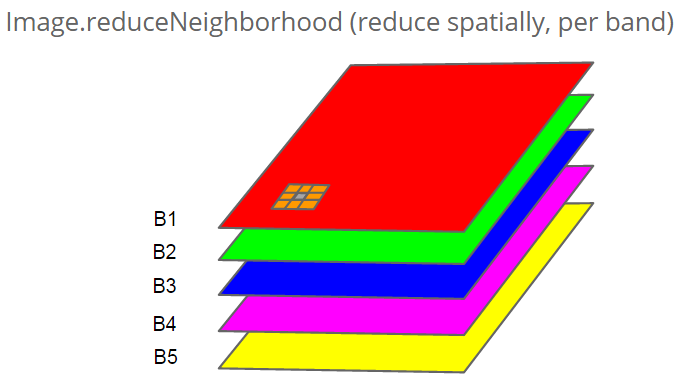 Image.reduceNeighborhood (reduce spatially, per band)
B1
B2
B3
B4
B5